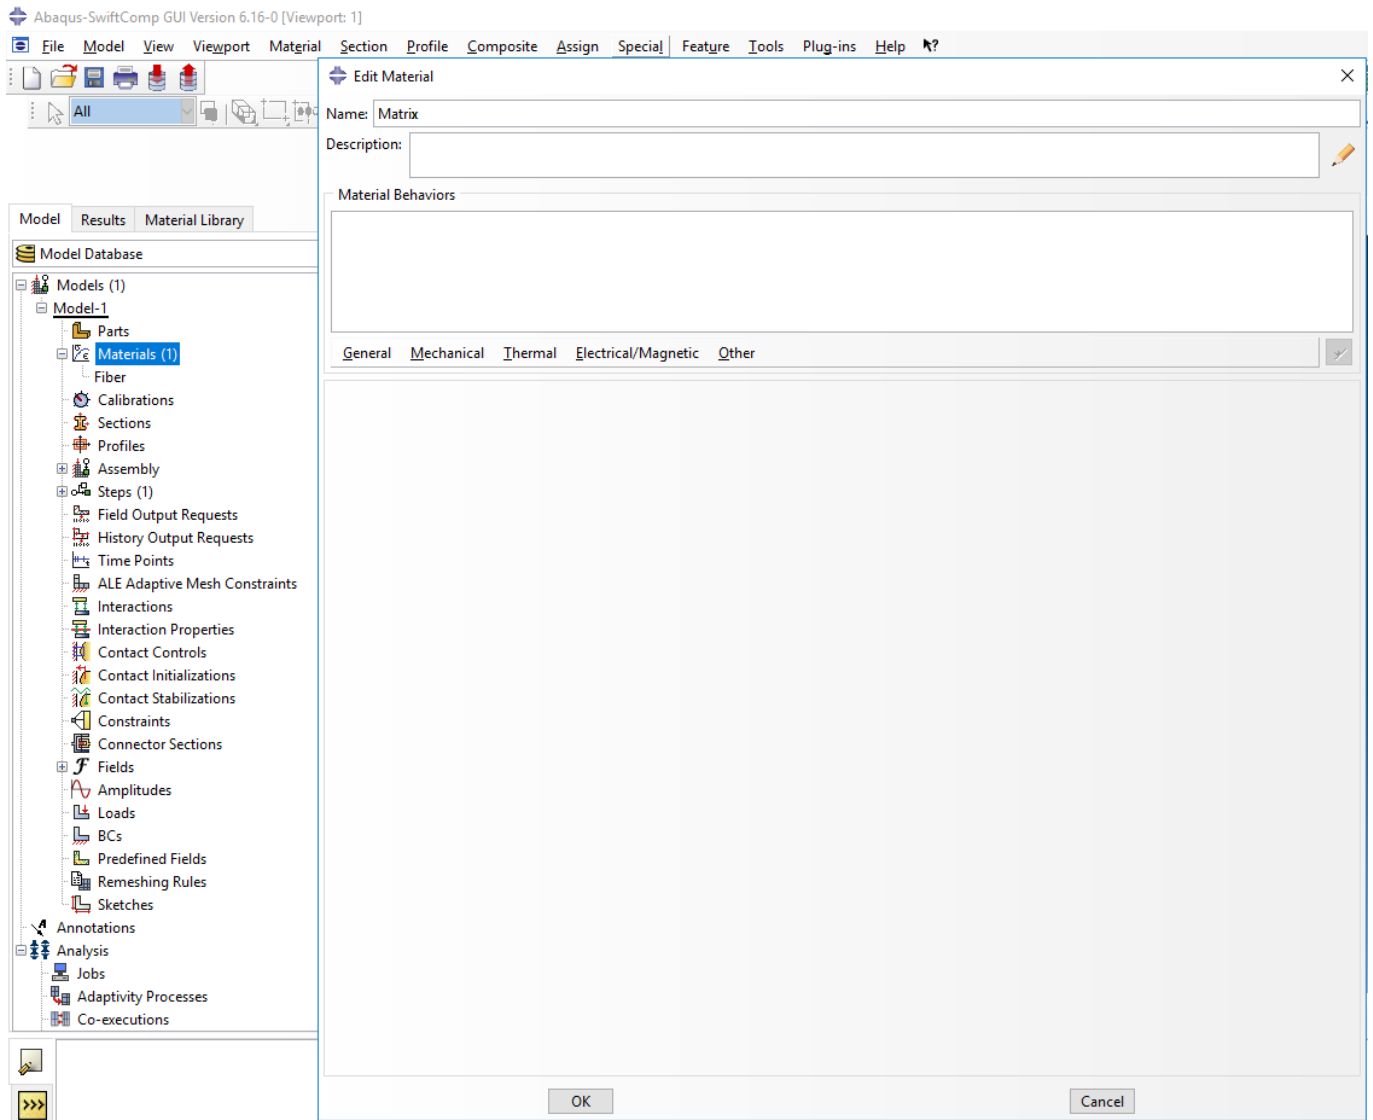 Abaqus-SwiftComp GUI Version 6.16-0 [Viewport: 1]
File Model View Viewport Material Section Profile Composite Assign Special Feature Tools Plug-ins Help ?
Edit Material
All
Name: Matrix
Description:
Material Behaviors
General Mechanical Thermal Electrical/Magnetic Other
OK Cancel
Model Results Material Library
Model Database
Models (1)
Model-1
Parts
Materials (1)
Fiber
Calibrations
Sections
Profiles
Assembly
Steps (1)
Field Output Requests
History Output Requests
Time Points
ALE Adaptive Mesh Constraints
Interactions
Interaction Properties
Contact Controls
Contact Initializations
Contact Stabilizations
Constraints
Connector Sections
Fields
Amplitudes
Loads
BCs
Predefined Fields
Remeshing Rules
Sketches
Annotations
Analysis
Jobs
Adaptivity Processes
Co-executions
>>>